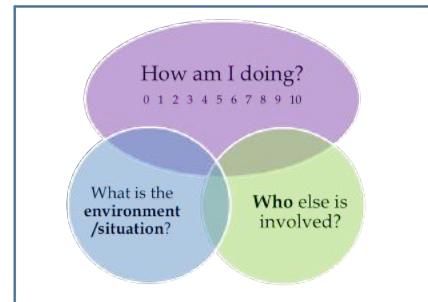 How am I doing?
0 1 2 3 4 5 6 7 8 9 10
What is the
environment
/situation?
Who else is
involved?